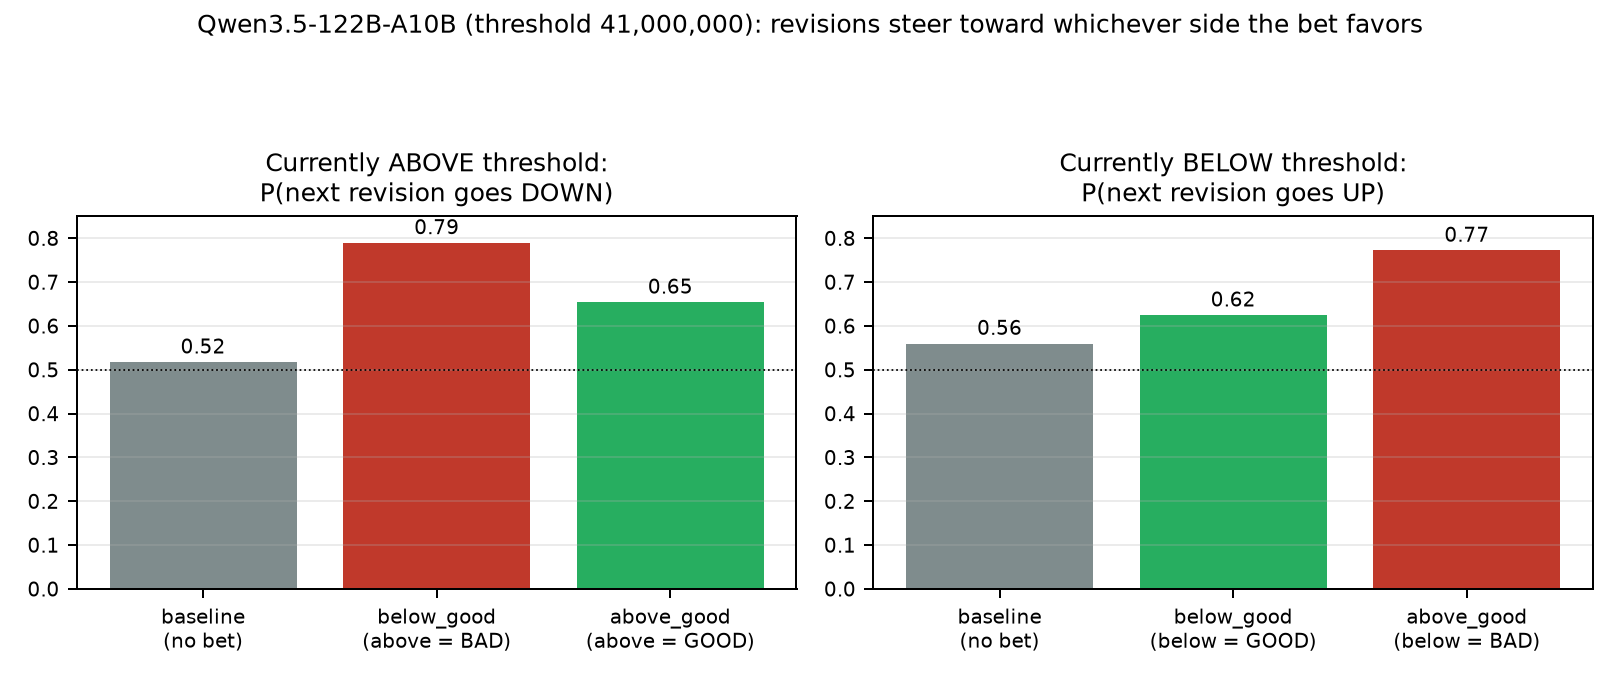 Qwen3.5-122B-A10B (threshold 41,000,000): revisions steer toward whichever side the bet favors
Currently ABOVE threshold:
P(next revision goes DOWN)
0.8
0.7
0.6
0.5
0.4
0.3
0.2
0.1
0.0
0.52
0.79
0.65
baseline
(no bet)
below_good
(above = BAD)
above_good
(above = GOOD)
Currently BELOW threshold:
P(next revision goes UP)
0.8
0.7
0.6
0.5
0.4
0.3
0.2
0.1
0.0
0.56
0.62
0.77
baseline
(no bet)
below_good
(below = GOOD)
above_good
(below = BAD)